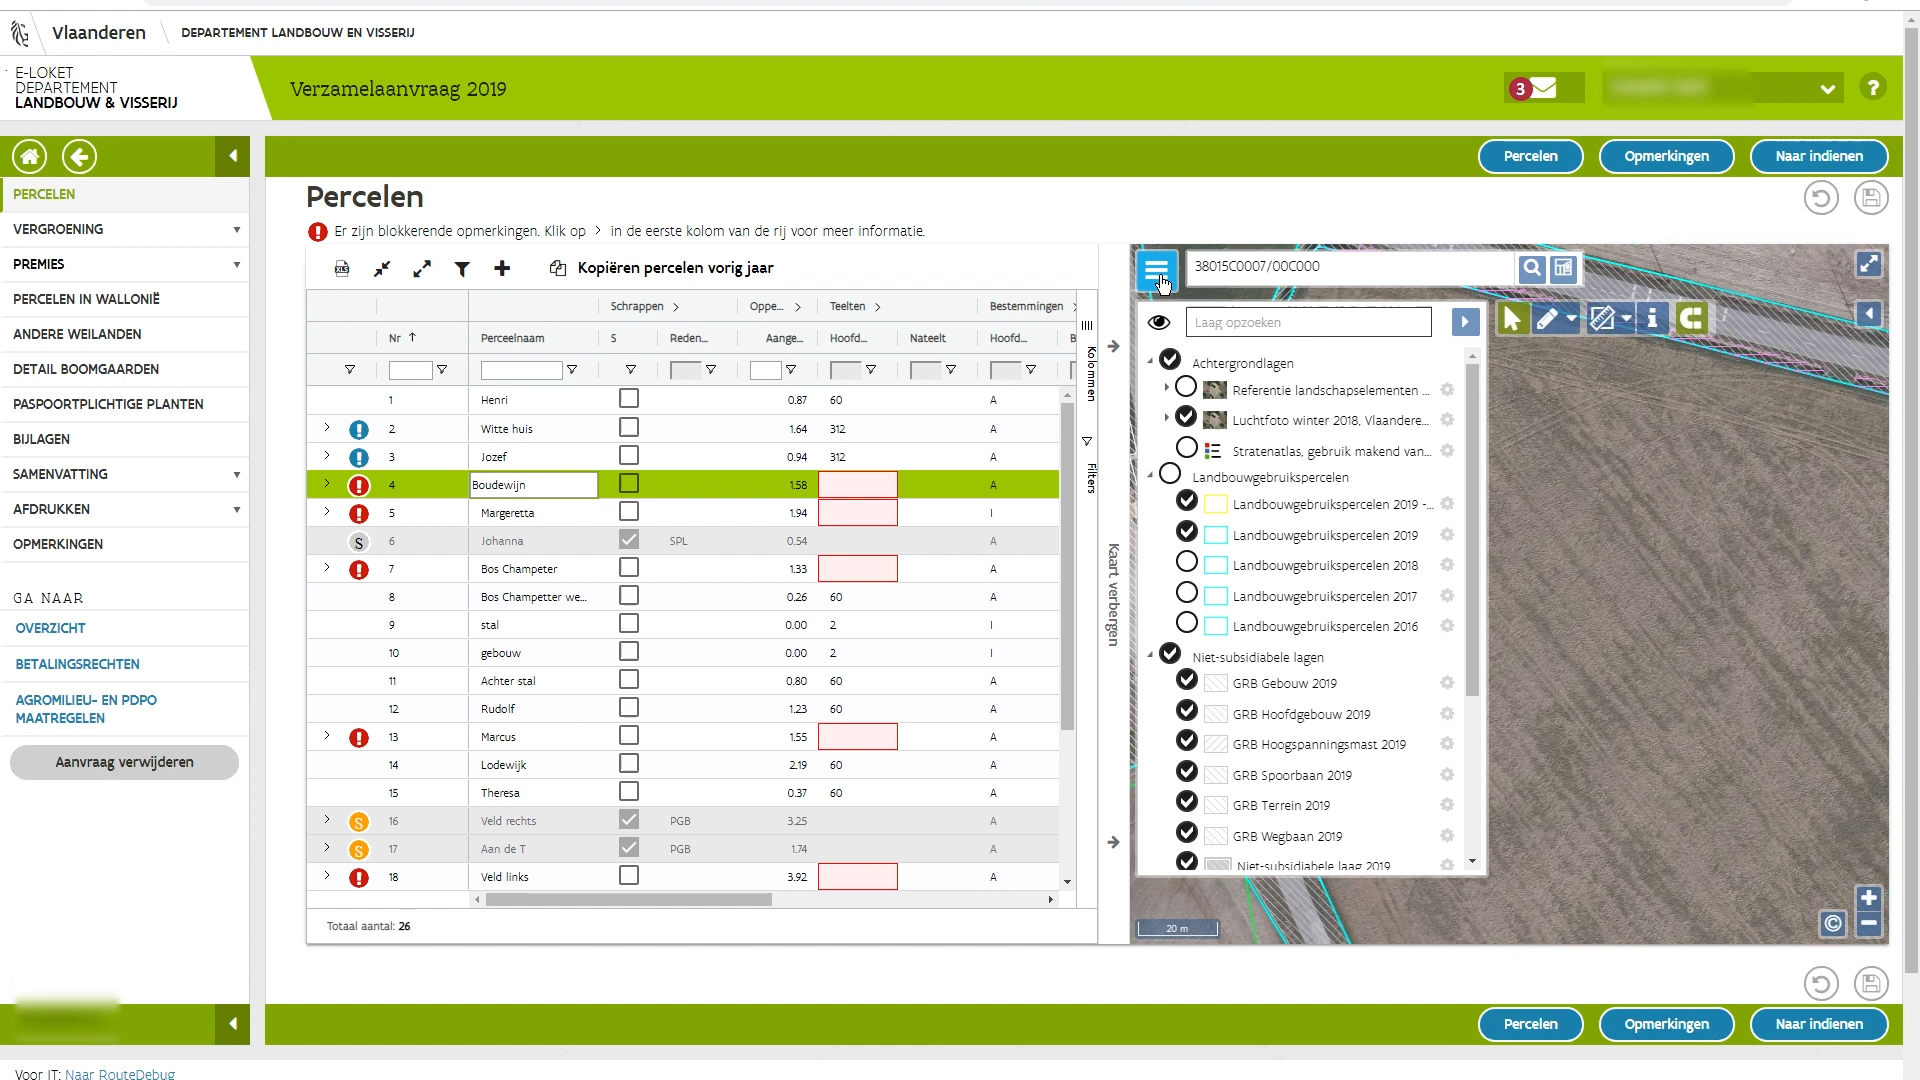 Vlaanderen
DEPARTEMENT LANDBOUW EN VISSERIJ
E-LOKET
DEPARTEMENT
LANDBOUW & VISSERIJ
Verzamelaanvraag 2019
3
?
Percelen
Opmerkingen
Naar indienen
PERCELEN
VERGROENING
PREMIES
PERCELEN IN WALLONIË
ANDERE WEILANDEN
DETAIL BOOMGAARDEN
PASPOORTPLICHTIGE PLANTEN
BIJLAGEN
SAMENVATTING
AFDRUKKEN
OPMERKINGEN
GA NAAR
OVERZICHT
BETALINGSRECHTEN
AGROMILIEU- EN PDPO
MAATREGELEN
Aanvraag verwijderen
Percelen
Er zijn blokkerende opmerkingen. Klik op > in de eerste kolom van de rij voor meer informatie.
XLS
Kopiëren percelen vorig jaar
Schrappen > Oppe... > Teelten > Bestemmingen >
Nr ↑ Perceelnaam S Reden... Aange... Hoofd... Nateelt Hoofd... B
1 Henri 0.87 60 A
2 Witte huis 1.64 312 A
3 Jozef 0.94 312 A
4 Boudewijn 1.58 A
5 Margeretta 1.94 I
S 6 Johanna SPL 0.54 A
7 Bos Champeter 1.33 A
8 Bos Champetter we... 0.26 60 A
9 stal 0.00 2 I
10 gebouw 0.00 2 I
11 Achter stal 0.80 60 A
12 Rudolf 1.23 60 A
13 Marcus 1.55 A
14 Lodewijk 2.19 60 A
15 Theresa 0.37 60 A
S 16 Veld rechts PGB 3.25 A
S 17 Aan de T PGB 1.74 A
18 Veld links 3.92 A
Totaal aantal: 26
Kolommen
Filters
Kaart verbergen
38015C0007/00C000
Laag opzoeken
Achtergrondlagen
Referentie landschapselementen ...
Luchtfoto winter 2018, Vlaandere...
Stratenatlas, gebruik makend van...
Landbouwgebruikspercelen
Landbouwgebruikspercelen 2019 -...
Landbouwgebruikspercelen 2019
Landbouwgebruikspercelen 2018
Landbouwgebruikspercelen 2017
Landbouwgebruikspercelen 2016
Niet-subsidiabele lagen
GRB Gebouw 2019
GRB Hoofdgebouw 2019
GRB Hoogspanningsmast 2019
GRB Spoorbaan 2019
GRB Terrein 2019
GRB Wegbaan 2019
Niet-subsidiabele laag 2019
20 m
©
Percelen
Opmerkingen
Naar indienen
Voor IT: Naar RouteDebug